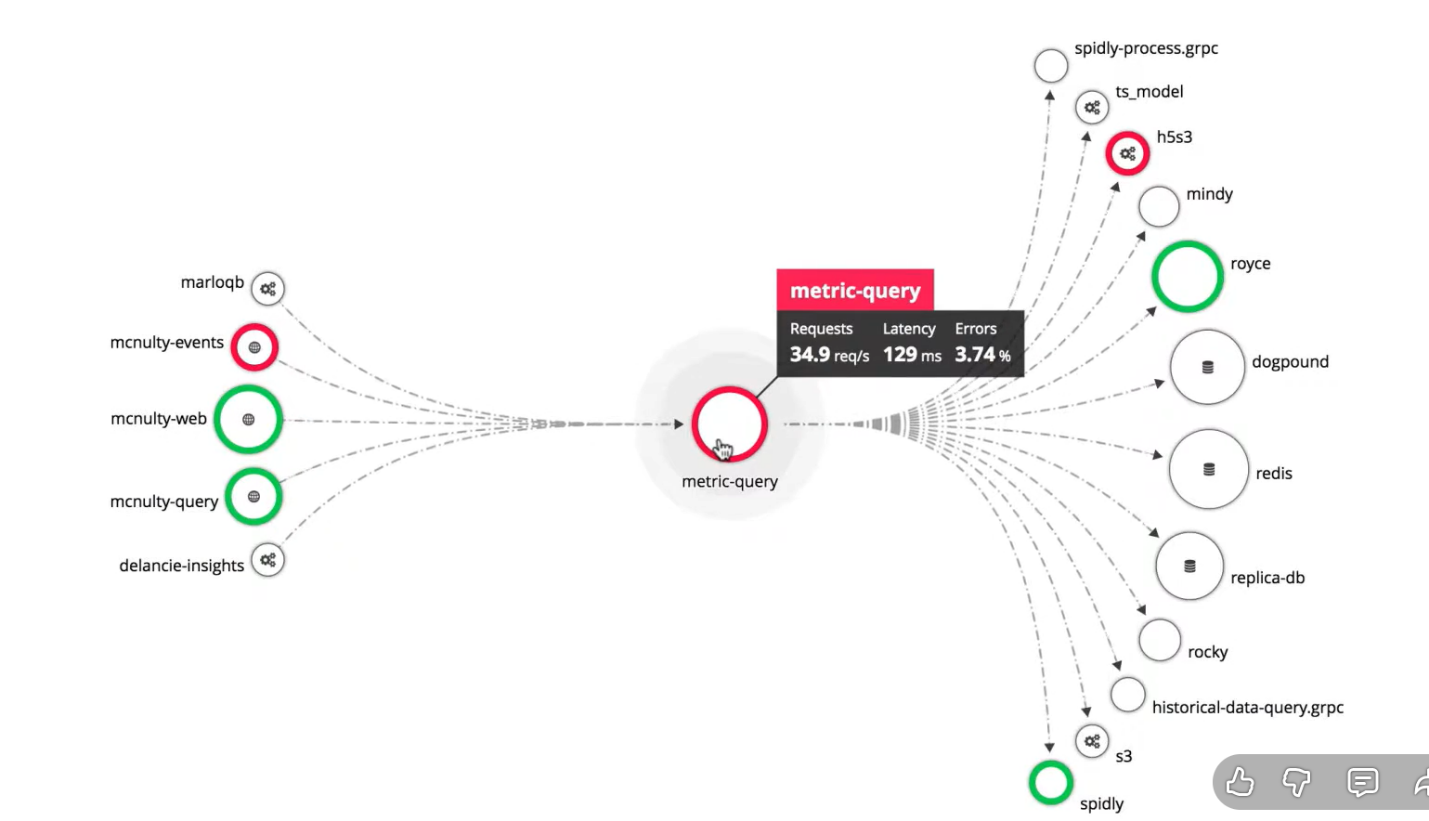 spidly-process.grpc
ts_model
h5s3
mindy
royce
dogpound
redis
replica-db
rocky
historical-data-query.grpc
s3
spidly
marloqb
mcnulty-events
mcnulty-web
mcnulty-query
delancie-insights
metric-query
Requests Latency Errors
34.9 req/s 129 ms 3.74 %
metric-query